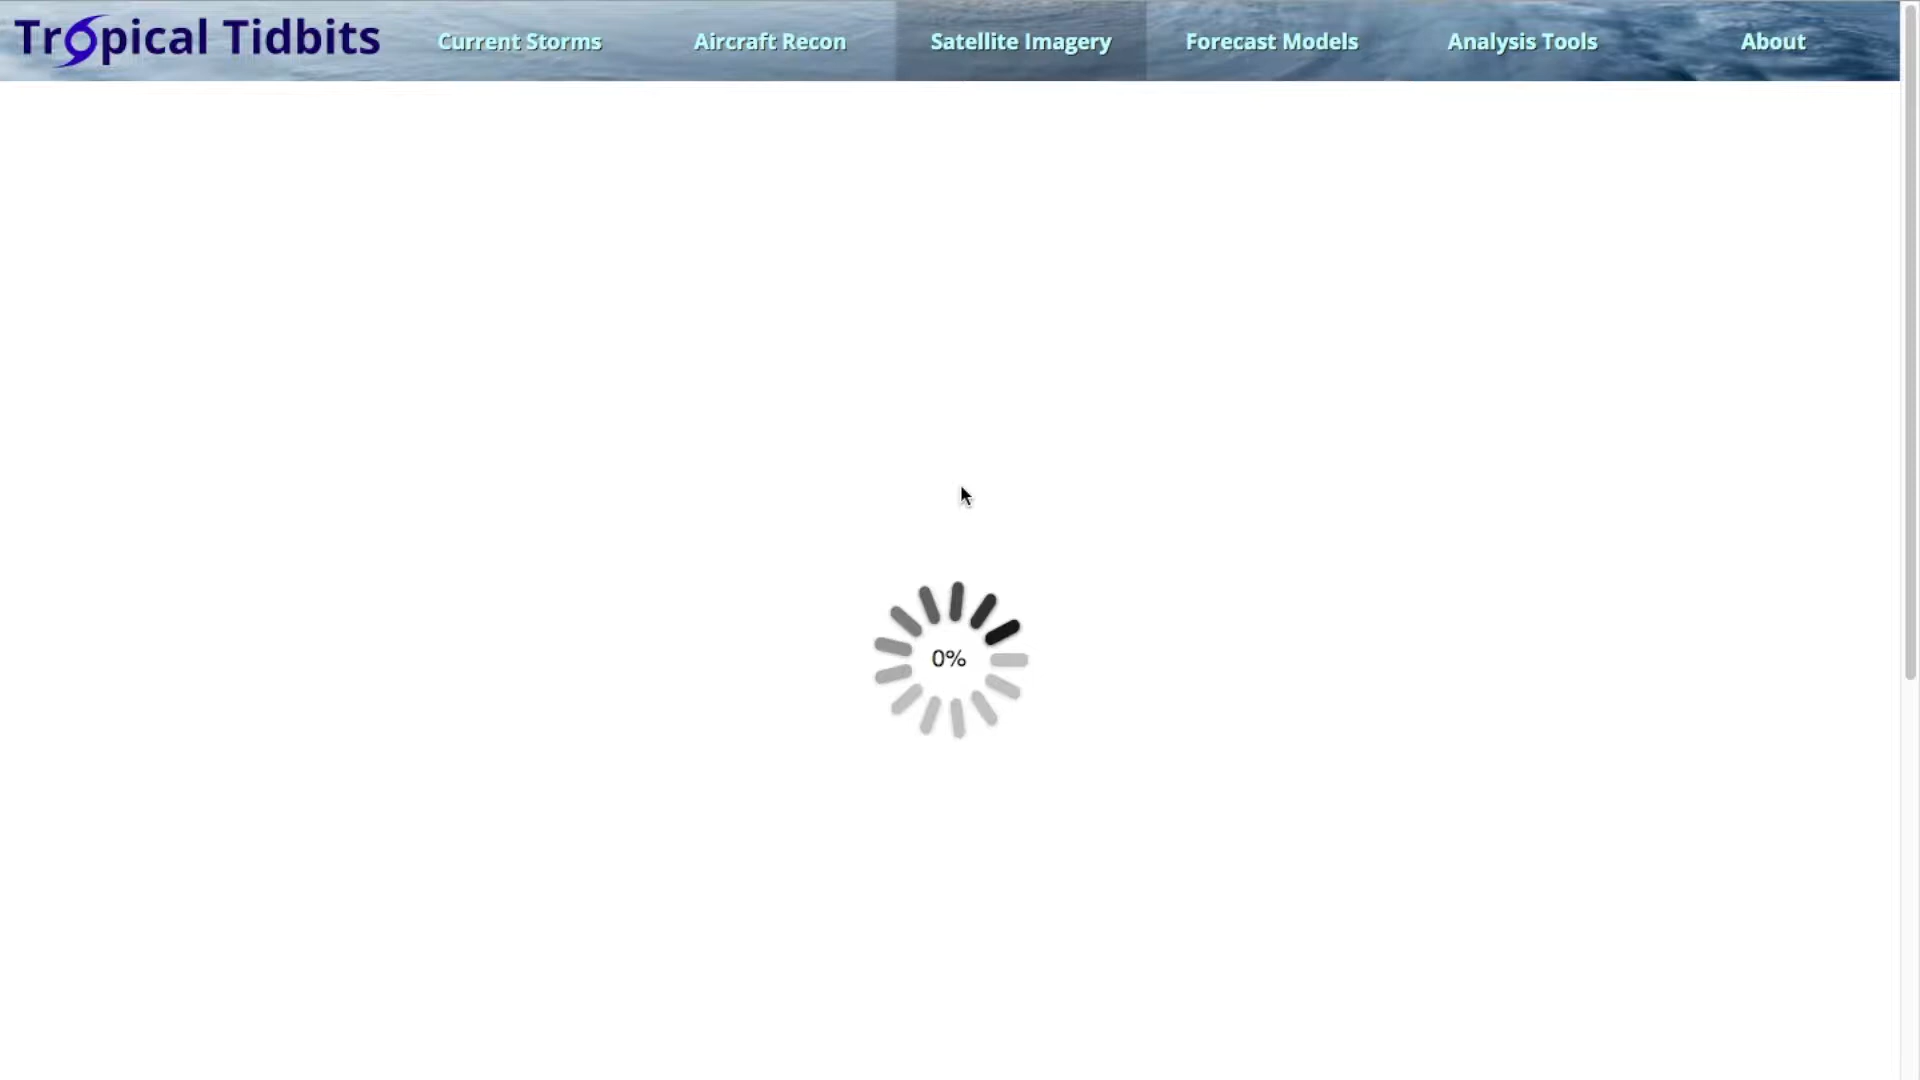 Tropical Tidbits
Current Storms
Aircraft Recon
Satellite Imagery
Forecast Models
Analysis Tools
About
0%